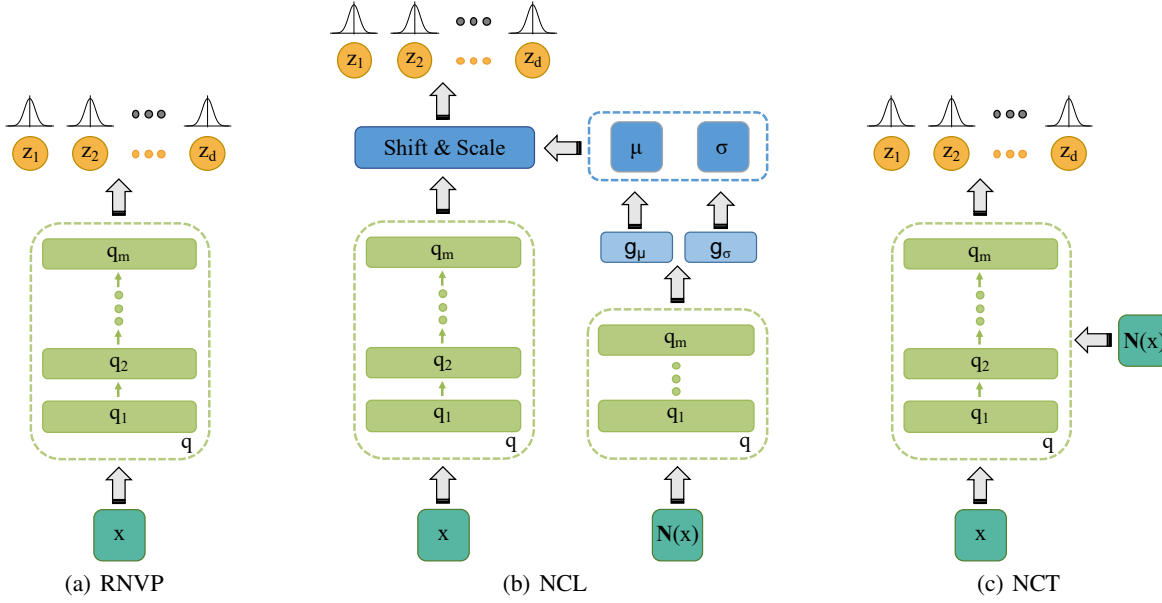 z1 z2 zd
qm
q2
q1
q
x
(a) RNVP
z1 z2 zd
Shift & Scale
μ σ
gμ gσ
qm
q2
q1
q
qm
q1
q
x
N(x)
(b) NCL
z1 z2 zd
qm
q2
q1
q
N(x)
x
(c) NCT